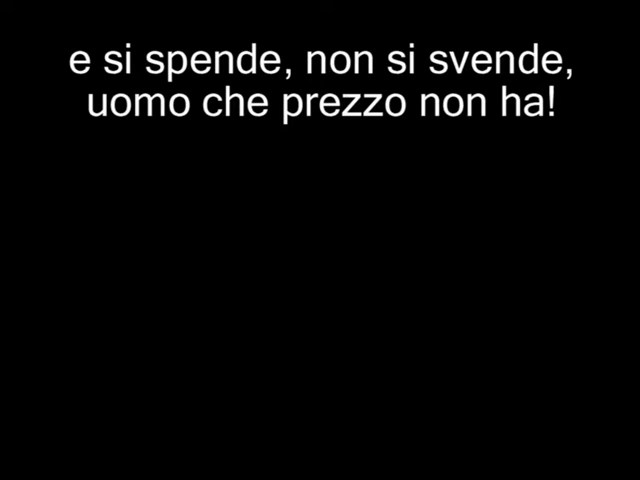 e si spende, non si svende,
uomo che prezzo non ha!